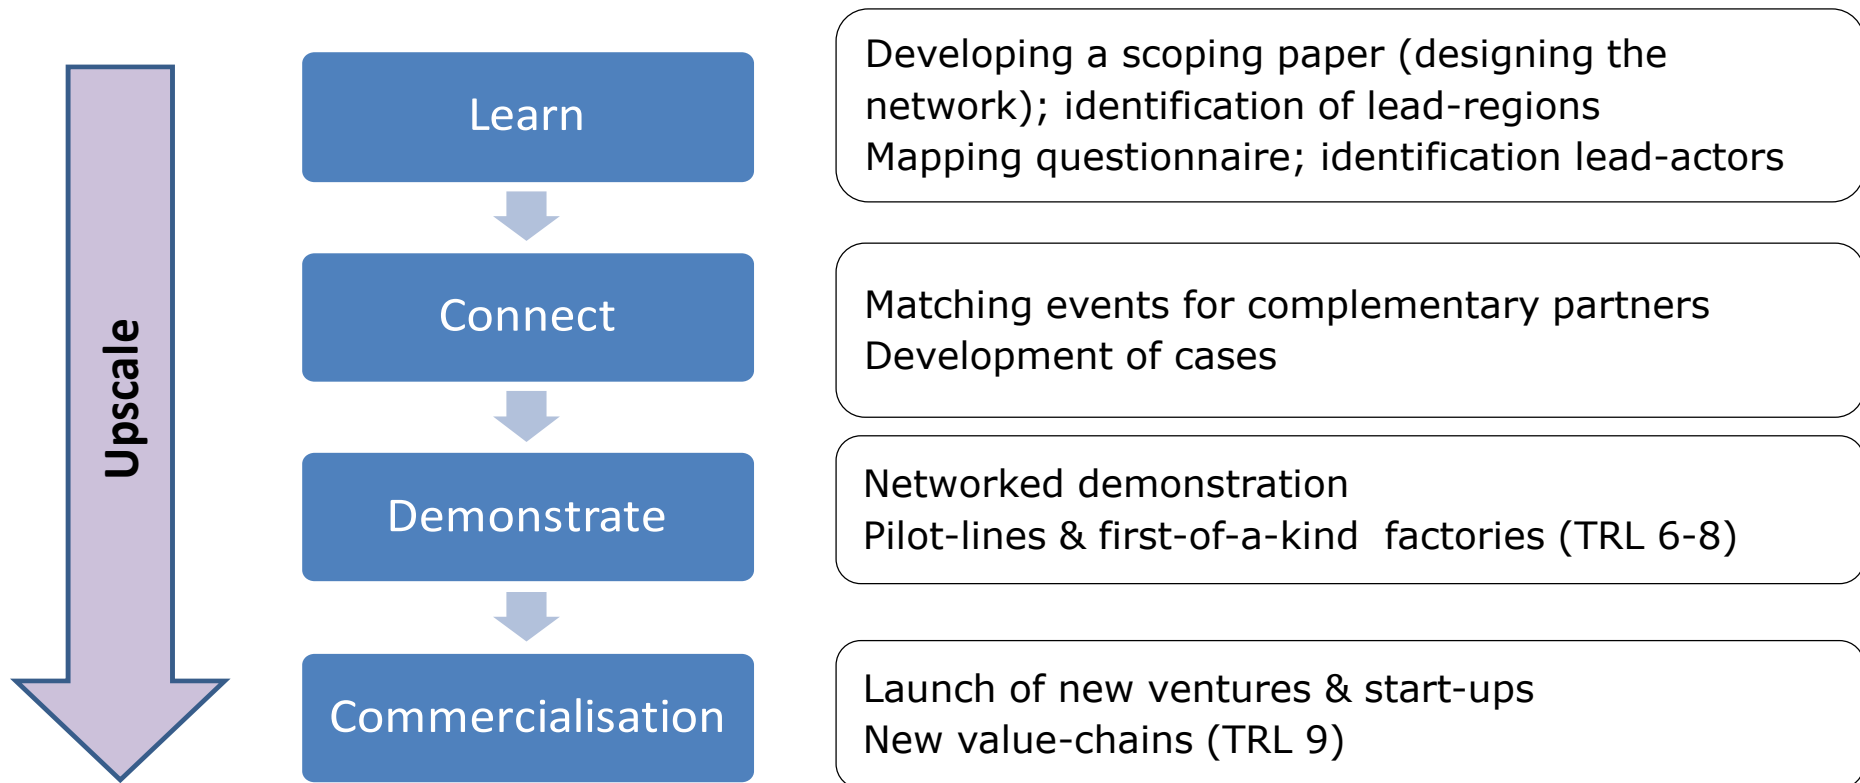 Upscale
Learn
Developing a scoping paper (designing the
network); identification of lead-regions
Mapping questionnaire; identification lead-actors
Connect
Matching events for complementary partners
Development of cases
Demonstrate
Networked demonstration
Pilot-lines & first-of-a-kind  factories (TRL 6-8)
Commercialisation
Launch of new ventures & start-ups
New value-chains (TRL 9)